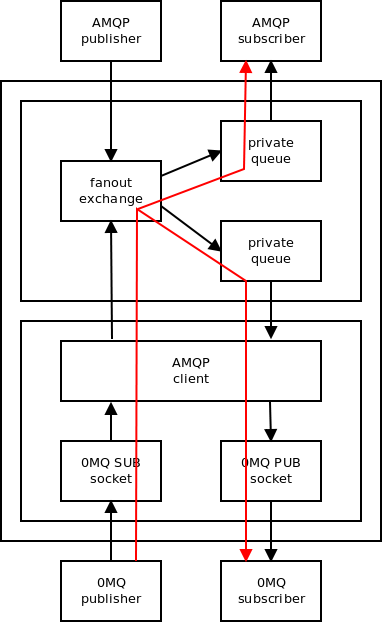 AMQP
publisher
AMQP
subscriber
private
queue
fanout
exchange
private
queue
AMQP
client
0MQ SUB
socket
0MQ PUB
socket
0MQ
publisher
0MQ
subscriber